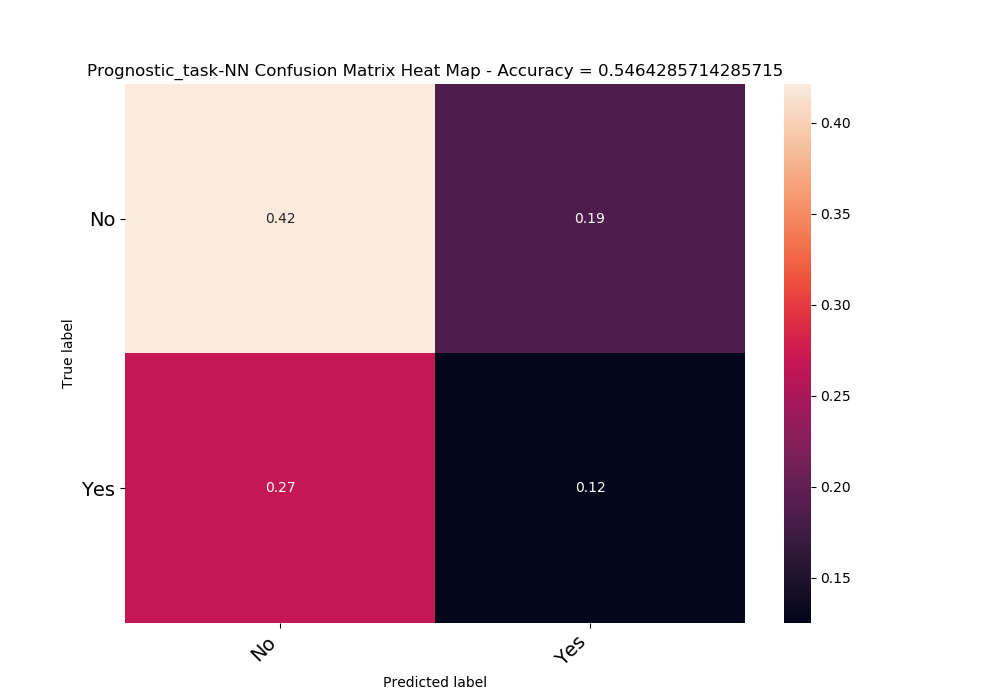 Prognostic_task-NN Confusion Matrix Heat Map - Accuracy = 0.5464285714285715
No
0.42
0.19
Yes
0.27
0.12
True label
No
Yes
Predicted label
0.40
0.35
0.30
0.25
0.20
0.15